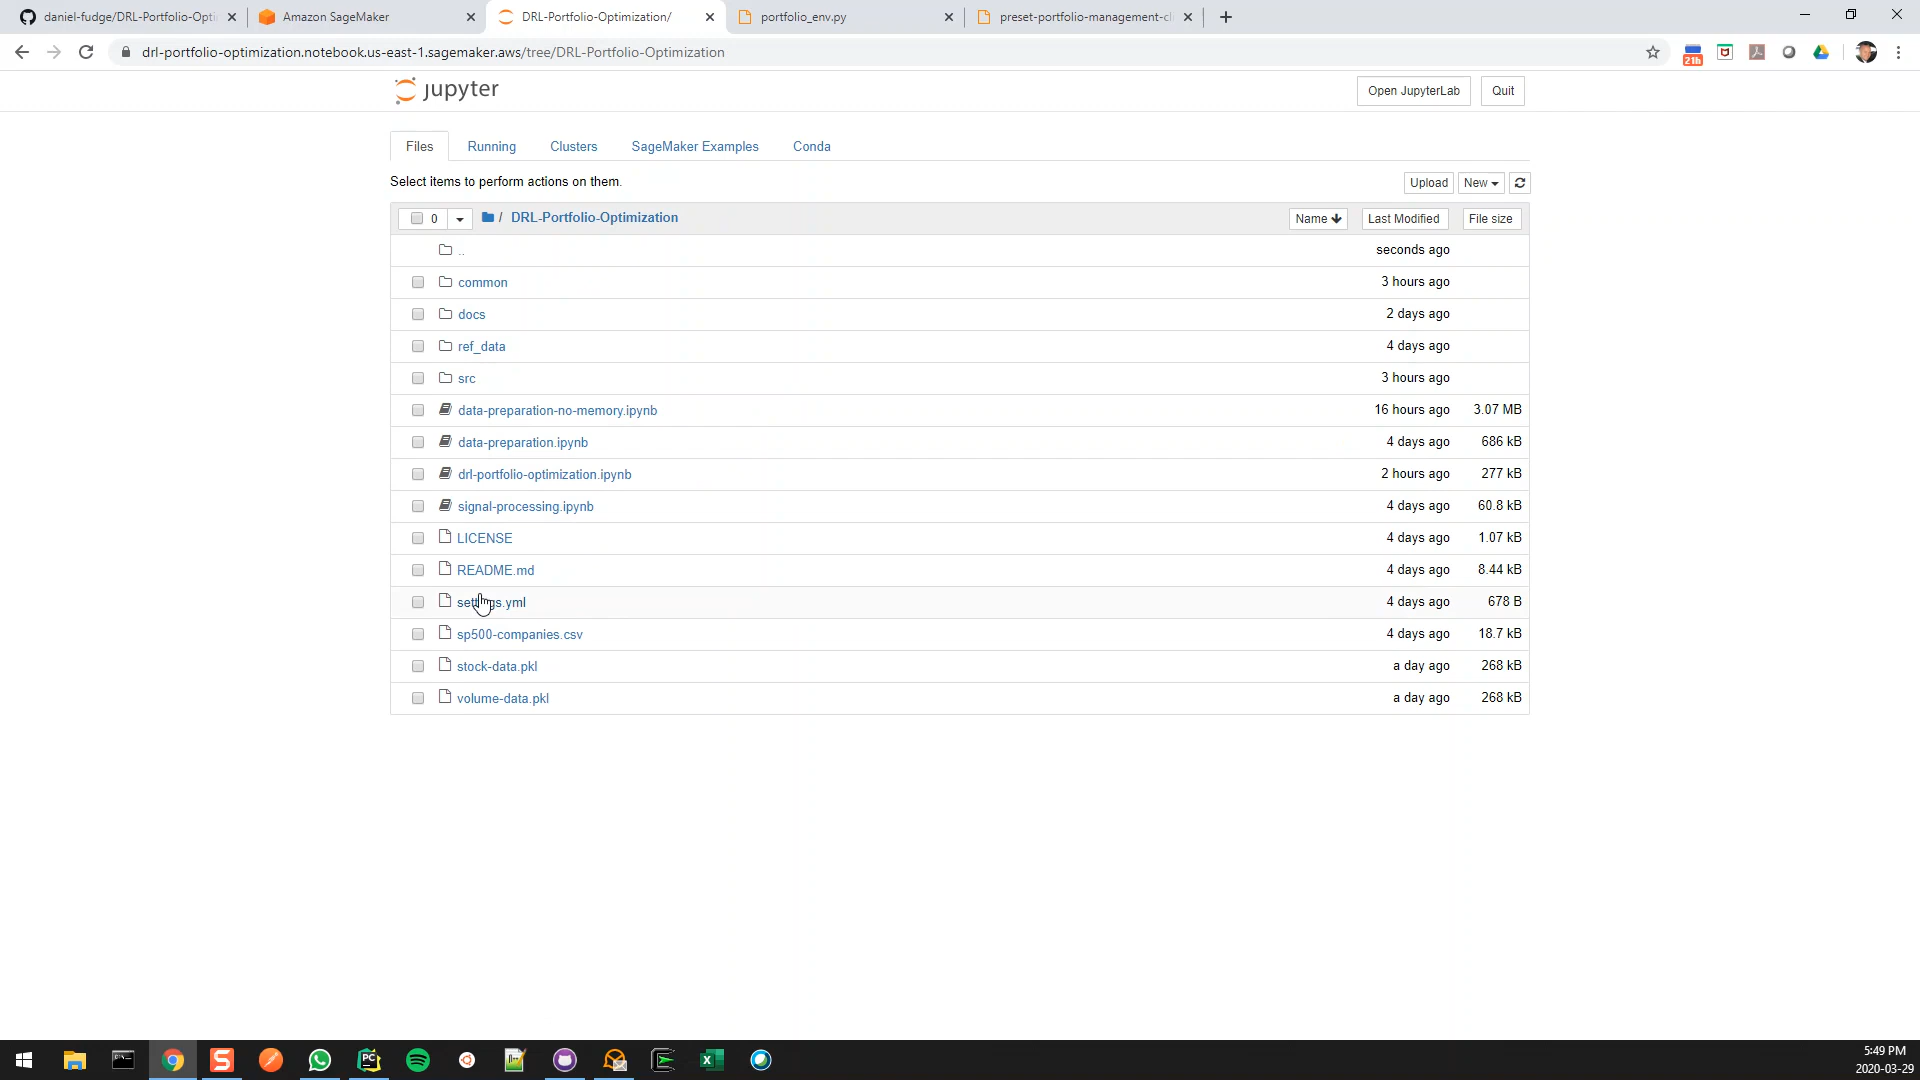 daniel-fudge/DRL-Portfolio-Opti
Amazon SageMaker
DRL-Portfolio-Optimization/
portfolio_env.py
preset-portfolio-management-cl
drl-portfolio-optimization.notebook.us-east-1.sagemaker.aws/tree/DRL-Portfolio-Optimization
21h
jupyter
Open JupyterLab
Quit
Files
Running
Clusters
SageMaker Examples
Conda
Select items to perform actions on them.
Upload
New
0
/ DRL-Portfolio-Optimization
Name
Last Modified
File size
.. seconds ago
common 3 hours ago
docs 2 days ago
ref_data 4 days ago
src 3 hours ago
data-preparation-no-memory.ipynb 16 hours ago 3.07 MB
data-preparation.ipynb 4 days ago 686 kB
drl-portfolio-optimization.ipynb 2 hours ago 277 kB
signal-processing.ipynb 4 days ago 60.8 kB
LICENSE 4 days ago 1.07 kB
README.md 4 days ago 8.44 kB
settings.yml 4 days ago 678 B
sp500-companies.csv 4 days ago 18.7 kB
stock-data.pkl a day ago 268 kB
volume-data.pkl a day ago 268 kB
5:49 PM
2020-03-29